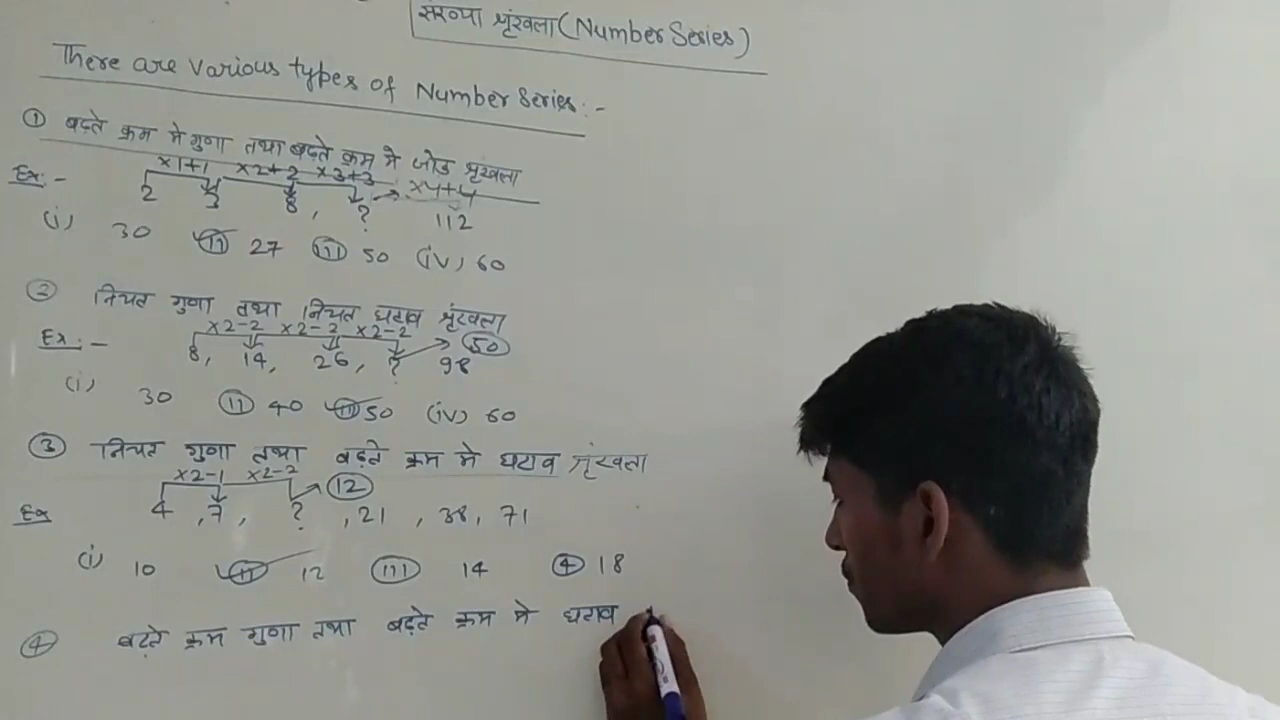 संख्या शृंखला (Number Series)
There are various types of Number Series:-
① बढ़ते क्रम मे गुणा तथा बढ़ते क्रम मे जोड शृंखला
×1+1 ×2+2 ×3+3 ×4+4
Ex:- 2 3 8, ? 112
(i) 30 (ii) 27 (iii) 50 (iv) 60
② नियत गुणा तथा नियत घटाव शृंखला
×2-2 ×2-2 ×2-2 50
Ex:- 8, 14, 26, ? 98
(i) 30 (ii) 40 (iii) 50 (iv) 60
③ नियत गुणा तथा बढ़ते क्रम मे घटाव शृंखला
×2-1 ×2-2 12
Ex 4, 7, ?, 21, 38, 71
(i) 10 (ii) 12 (iii) 14 ④ 18
④ बढ़ते क्रम गुणा तथा बढ़ते क्रम मे घटाव